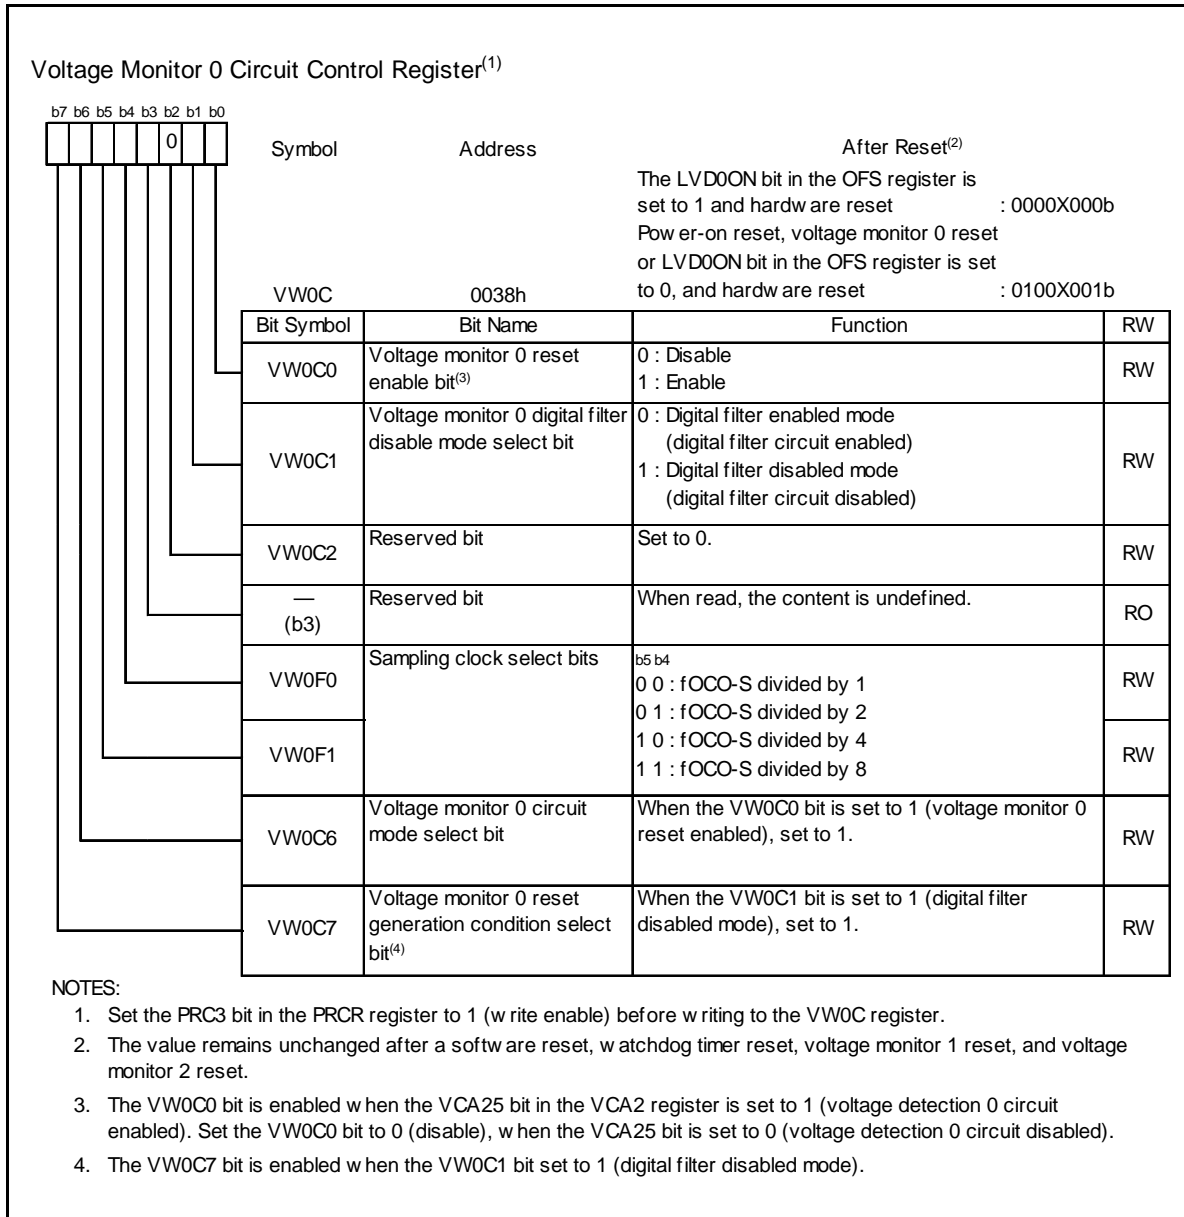 Voltage Monitor 0 Circuit Control Register(1)
b7 b6 b5 b4 b3 b2 b1 b0
0
Symbol Address After Reset(2)
The LVD0ON bit in the OFS register is
set to 1 and hardware reset : 0000X000b
Power-on reset, voltage monitor 0 reset
or LVD0ON bit in the OFS register is set
VW0C 0038h to 0, and hardware reset : 0100X001b
Bit Symbol Bit Name Function RW
VW0C0 Voltage monitor 0 reset
enable bit(3)
0 : Disable
1 : Enable
RW
VW0C1
Voltage monitor 0 digital filter
disable mode select bit
0 : Digital filter enabled mode
(digital filter circuit enabled)
1 : Digital filter disabled mode
(digital filter circuit disabled)
RW
VW0C2 Reserved bit Set to 0. RW
—
(b3)
Reserved bit When read, the content is undefined. RO
VW0F0 Sampling clock select bits
b5 b4
0 0 : fOCO-S divided by 1
0 1 : fOCO-S divided by 2
1 0 : fOCO-S divided by 4
1 1 : fOCO-S divided by 8
RW
VW0F1 RW
VW0C6
Voltage monitor 0 circuit
mode select bit
When the VW0C0 bit is set to 1 (voltage monitor 0
reset enabled), set to 1.
RW
VW0C7
Voltage monitor 0 reset
generation condition select
bit(4)
When the VW0C1 bit is set to 1 (digital filter
disabled mode), set to 1.
RW
NOTES:
1. Set the PRC3 bit in the PRCR register to 1 (write enable) before writing to the VW0C register.
2. The value remains unchanged after a software reset, watchdog timer reset, voltage monitor 1 reset, and voltage
monitor 2 reset.
3. The VW0C0 bit is enabled when the VCA25 bit in the VCA2 register is set to 1 (voltage detection 0 circuit
enabled). Set the VW0C0 bit to 0 (disable), when the VCA25 bit is set to 0 (voltage detection 0 circuit disabled).
4. The VW0C7 bit is enabled when the VW0C1 bit set to 1 (digital filter disabled mode).